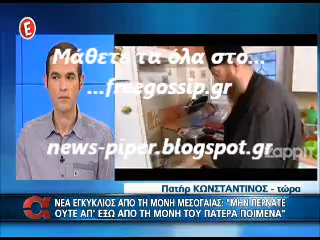 E
Μάθετε τα όλα στο...
...freegossip.gr
news-piper.blogspot.gr
Πατήρ ΚΩΝΣΤΑΝΤΙΝΟΣ - τώρα
ΝΕΑ ΕΓΚΥΚΛΙΟΣ ΑΠΟ ΤΗ ΜΟΝΗ ΜΕΣΟΓΑΙΑΣ: "ΜΗΝ ΠΕΡΝΑΤΕ
ΟΥΤΕ ΑΠ' ΕΞΩ ΑΠΟ ΤΗ ΜΟΝΗ ΤΟΥ ΠΑΤΕΡΑ ΠΟΙΜΕΝΑ"